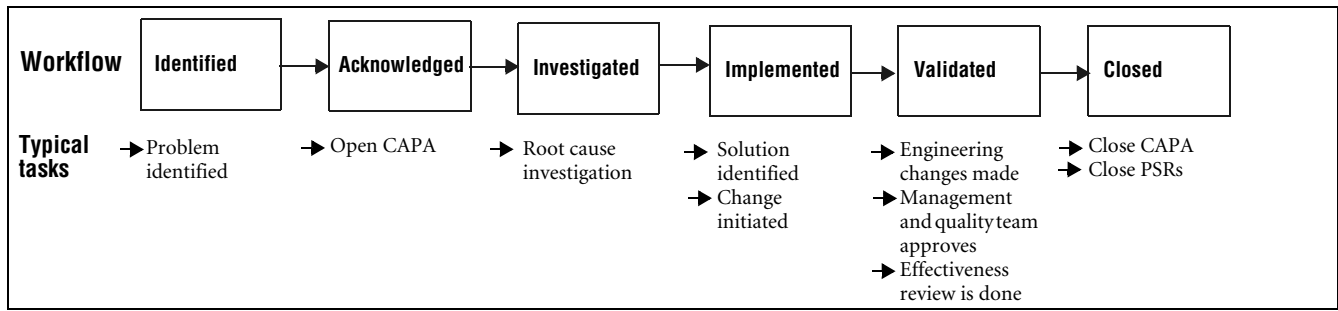 Workflow
Identified
Acknowledged
Investigated
Implemented
Validated
Closed
Typical
tasks
Problem
identified
Open CAPA
Root cause
investigation
Solution
identified
Change
initiated
Engineering
changes made
Management
and quality team
approves
Effectiveness
review is done
Close CAPA
Close PSRs